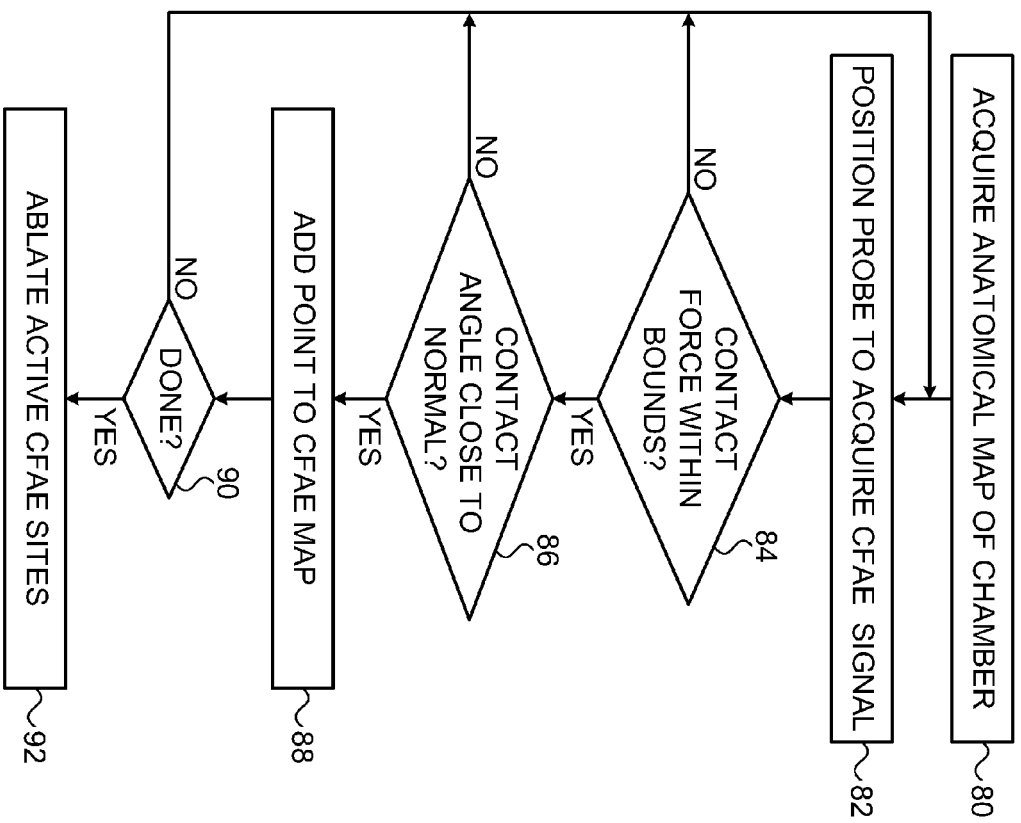 ACQUIRE ANATOMICAL MAP OF CHAMBER
80
POSITION PROBE TO ACQUIRE CFAE SIGNAL
82
CONTACT
FORCE WITHIN
BOUNDS?
84
NO
YES
CONTACT
ANGLE CLOSE TO
NORMAL?
86
NO
YES
ADD POINT TO CFAE MAP
88
DONE?
90
NO
YES
ABLATE ACTIVE CFAE SITES
92